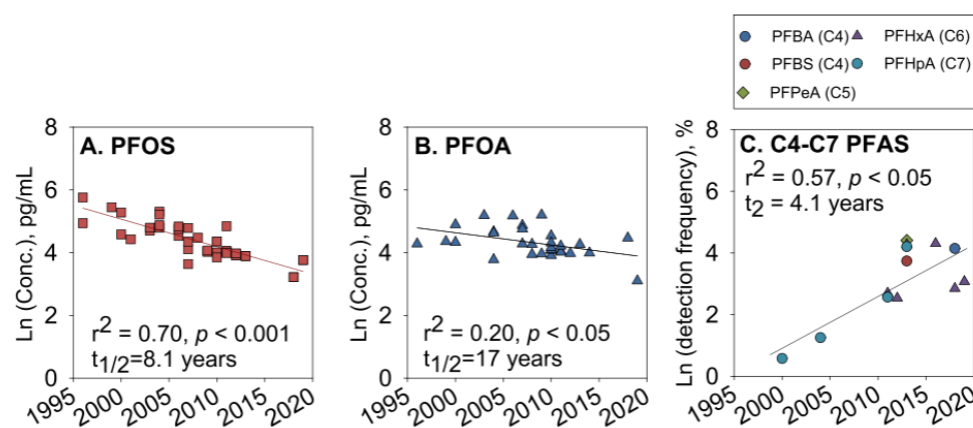 PFBA (C4) PFHxA (C6)
PFBS (C4) PFHpA (C7)
PFPeA (C5)
Ln (Conc.), pg/mL
8
6
4
2
0
A. PFOS
r² = 0.70, p < 0.001
t1/2=8.1 years
1995 2000 2005 2010 2015 2020
Ln (Conc.), pg/mL
8
6
4
2
0
B. PFOA
r² = 0.20, p < 0.05
t1/2=17 years
1995 2000 2005 2010 2015 2020
Ln (detection frequency), %
8
6
4
2
0
C. C4-C7 PFAS
r² = 0.57, p < 0.05
t2 = 4.1 years
1995 2000 2005 2010 2015 2020